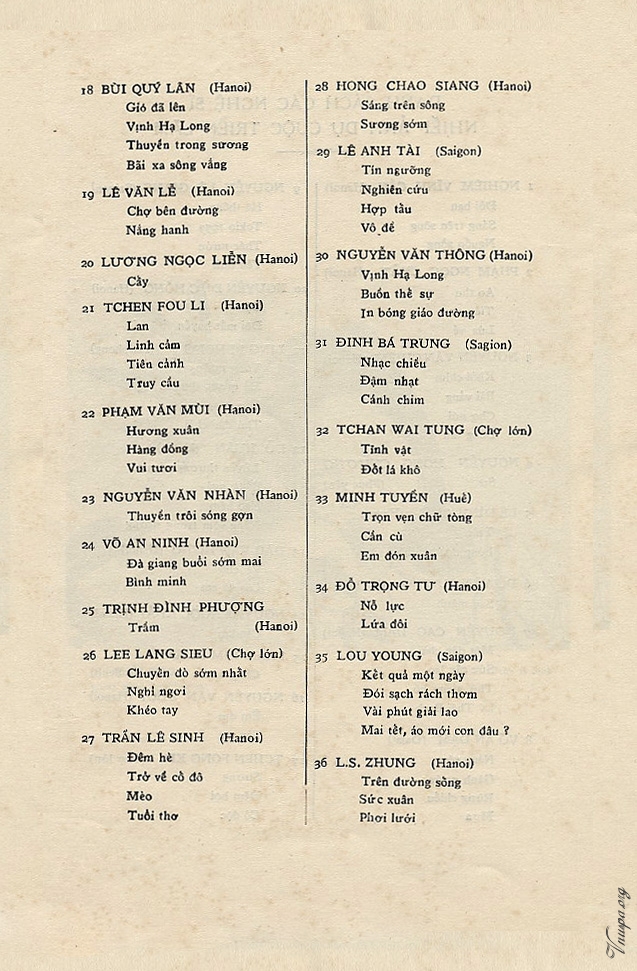 18 BÙI QUÝ LÂN (Hanoi)
Gió đã lên
Vịnh Hạ Long
Thuyền trong sương
Bãi xa sông vắng
19 LÊ VĂN LỄ (Hanoi)
Chợ bên đường
Nắng hanh
20 LƯƠNG NGỌC LIỄN (Hanoi)
Cầy
21 TCHEN FOU LI (Hanoi)
Lan
Linh cảm
Tiên cảnh
Truy cầu
22 PHẠM VĂN MÙI (Hanoi)
Hương xuân
Hàng đồng
Vui tươi
23 NGUYỄN VĂN NHÀN (Hanoi)
Thuyền trôi sóng gợn
24 VÕ AN NINH (Hanoi)
Đà giang buổi sớm mai
Bình minh
25 TRỊNH ĐÌNH PHƯỢNG
Trầm (Hanoi)
26 LEE LANG SIEU (Chợ lớn)
Chuyến dò sớm nhất
Nghỉ ngơi
Khéo tay
27 TRẦN LÊ SINH (Hanoi)
Đêm hè
Trở về cố đô
Mèo
Tuổi thơ
28 HONG CHAO SIANG (Hanoi)
Sáng trên sông
Sương sớm
29 LÊ ANH TÀI (Saigon)
Tín ngưỡng
Nghiên cứu
Hợp tấu
Vô đề
30 NGUYỄN VĂN THÔNG (Hanoi)
Vịnh Hạ Long
Buồn thế sự
In bóng giáo đường
31 ĐINH BÁ TRUNG (Sagion)
Nhạc chiều
Đậm nhạt
Cánh chim
32 TCHAN WAI TUNG (Chợ lớn)
Tĩnh vật
Đốt lá khô
33 MINH TUYỀN (Huế)
Trọn vẹn chữ tòng
Cần cù
Em đón xuân
34 ĐỖ TRỌNG TƯ (Hanoi)
Nỗ lực
Lứa đôi
35 LOU YOUNG (Saigon)
Kết quả một ngày
Đói sạch rách thơm
Vài phút giải lao
Mai tết, áo mới con đâu ?
36 L.S. ZHUNG (Hanoi)
Trên đường sống
Sức xuân
Phơi lưới
Vnupa.org